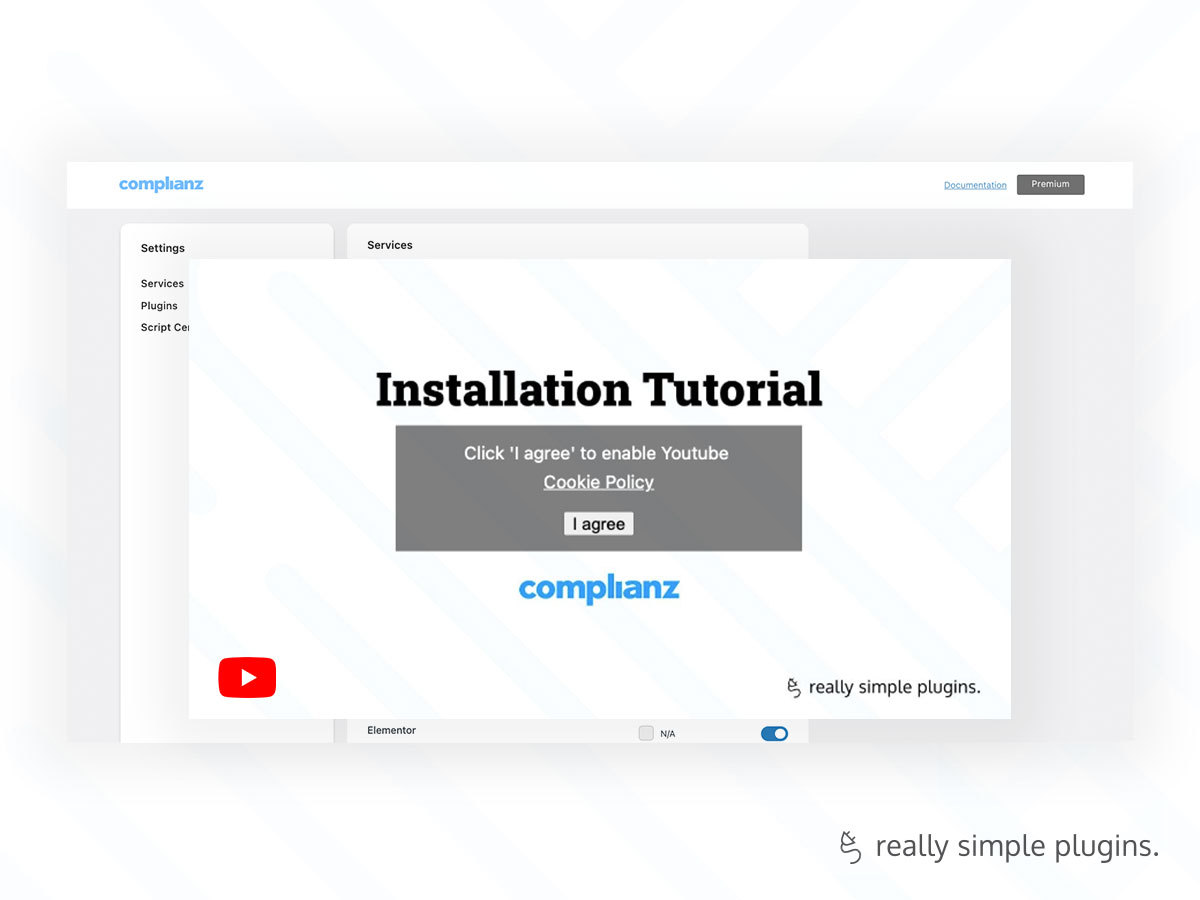 complianz
Documentation
Premium
Settings
Services
Services
Plugins
Script
Installation Tutorial
Click 'I agree' to enable Youtube
Cookie Policy
I agree
complianz
really simple plugins.
Elementor
N/A
really simple plugins.